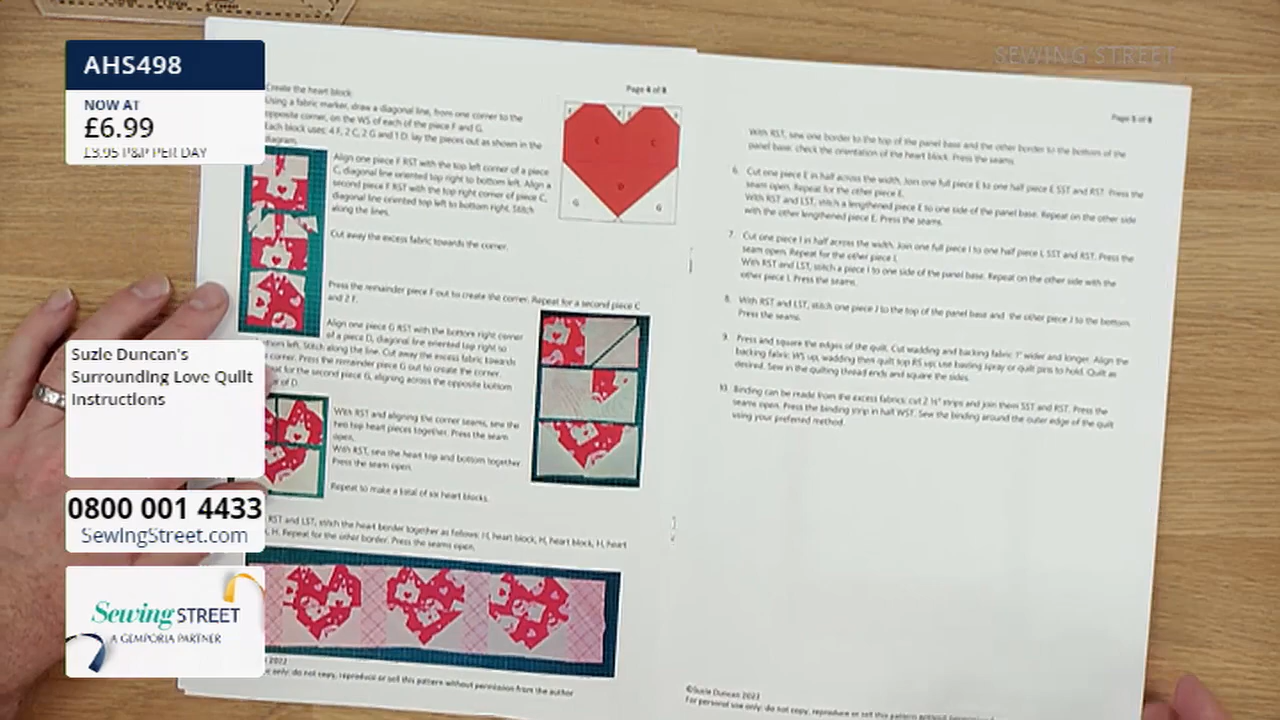 SEWING STREET
AHS498
NOW AT
£6.99
£3.95 P&P PER DAY
Suzie Duncan's
Surrounding Love Quilt
Instructions
0800 001 4433
SewingStreet.com
Sewing STREET
A GEMPORIA PARTNER
Page 4 of 5
Create the heart block
Using a fabric marker, draw a diagonal line, from one corner to the
opposite corner, on the WS of each of the piece F and G.
Each block uses: 4 F, 2 C, 2 G and 1 D. lay the pieces out as shown in the
diagram.
Align one piece F RST with the top left corner of a piece
C, diagonal line oriented top right to bottom left. Align a
second piece F RST with the top right corner of piece C,
diagonal line oriented top left to bottom right. Stitch
along the lines.
C C
D
G G
Cut away the excess fabric towards the corner.
Press the remainder piece F out to create the corner. Repeat for a second piece C
and 2 F.
Align one piece G RST with the bottom right corner
of a piece D, diagonal line oriented top right to
bottom left. Stitch along the line. Cut away the excess fabric towards
corner. Press the remainder piece G out to create the corner.
for the second piece G, aligning across the opposite bottom
of D.
With RST and aligning the corner seams, sew the
two top heart pieces together. Press the seam
open.
With RST, sew the heart top and bottom together
Press the seam open.
Repeat to make a total of six heart blocks.
RST and LST, stitch the heart border together as follows: H, heart block, H, heart block, H, heart
H. Repeat for the other border. Press the seams open.
only: do not copy, reproduce or sell this pattern without permission from the author
Page 5 of 5
With RST, sew one border to the top of the panel base and the other border to the bottom of the
panel base. check the orientation of the heart block. Press the seams.
6. Cut one piece E in half across the width. Join one full piece E to one half piece E SST and RST. Press the
seam open. Repeat for the other piece E.
With RST and LST, stitch a lengthened piece E to one side of the panel base. Repeat on the other side
with the other lengthened piece E. Press the seams.
7. Cut one piece I in half across the width. Join one full piece I to one half piece I, SST and RST. Press the
seam open. Repeat for the other piece I.
With RST and LST, stitch a piece I to one side of the panel base. Repeat on the other side with the
other piece I. Press the seams.
8. With RST and LST, stitch one piece J to the top of the panel base and the other piece J to the bottom.
Press the seams.
9. Press and square the edges of the quilt. Cut wadding and backing fabric 1" wider and longer. Align the
backing fabric WS up, wadding then quilt top RS up, use basting spray or quilt pins to hold. Quilt as
desired. Sew in the quilting thread ends and square the sides.
10. Binding can be made from the excess fabrics: cut 2 ½" strips and join them SST and RST. Press the
seams open. Press the binding strip in half WST. Sew the binding around the outer edge of the quilt
using your preferred method.
©Suzie Duncan 2022
For personal use only: do not copy, reproduce or sell this pattern without permission